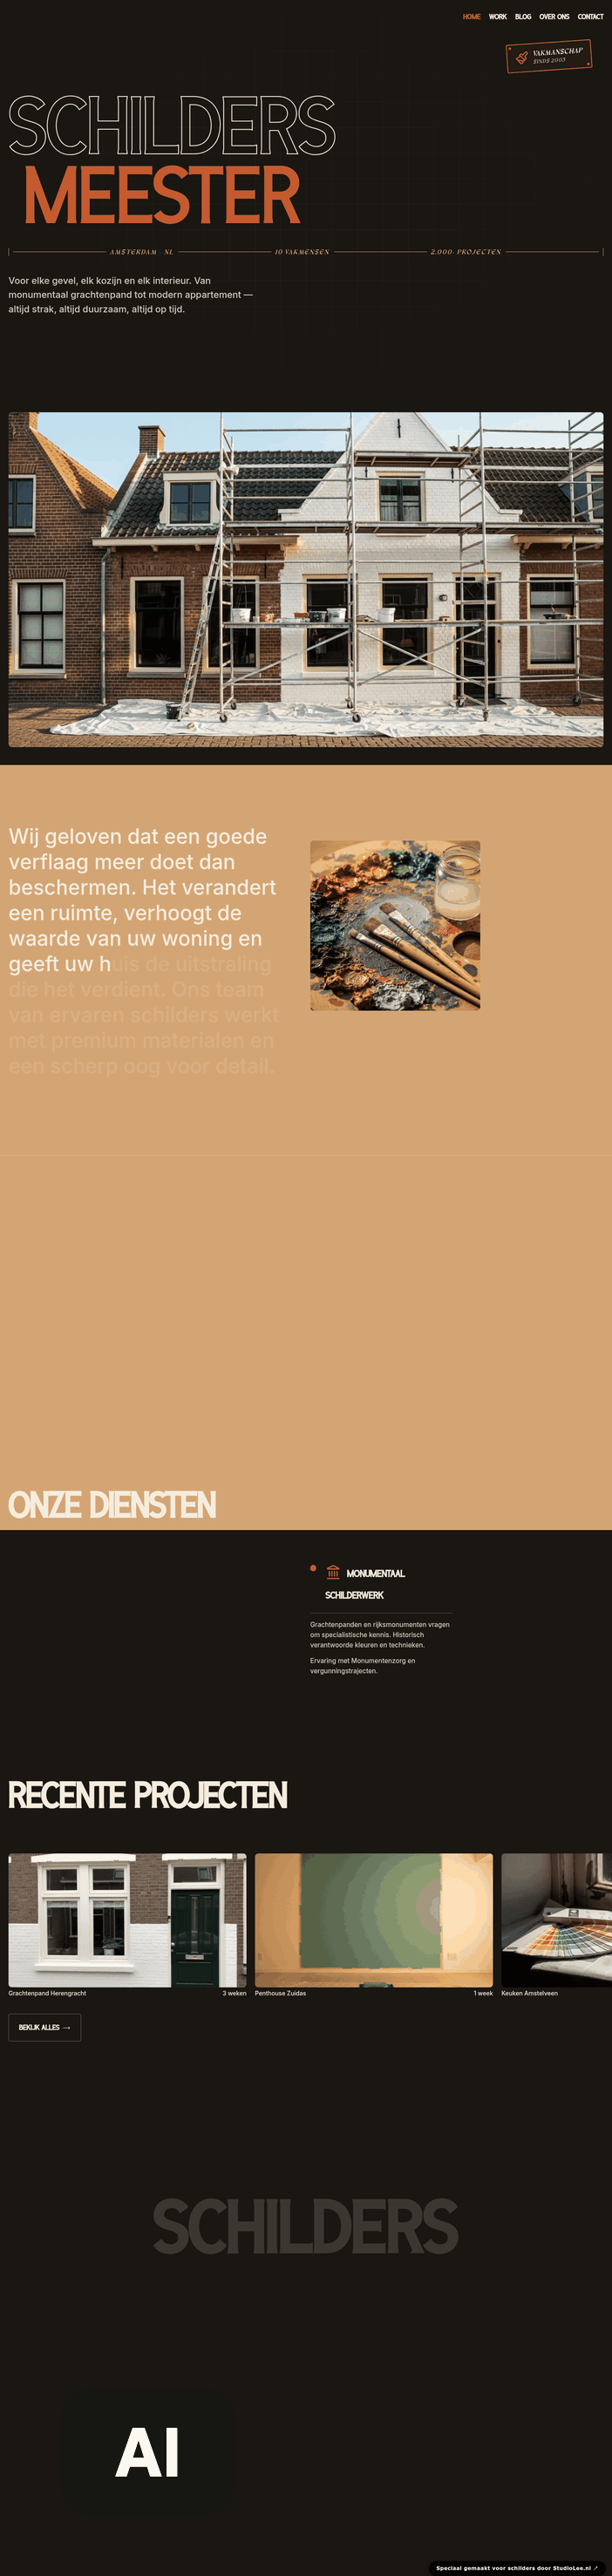 HOME WORK BLOG OVER ONS CONTACT
VAKMANSCHAP
SINDS 2003
SCHILDERS
MEESTER
AMSTERDAM NL
10 VAKMENSEN
2.000 PROJECTEN
Voor elke gevel, elk kozijn en elk interieur. Van
monumentaal grachtenpand tot modern appartement —
altijd strak, altijd duurzaam, altijd op tijd.
Wij geloven dat een goede
verflaag meer doet dan
beschermen. Het verandert
een ruimte, verhoogt de
waarde van uw woning en
geeft uw huis de uitstraling
die het verdient. Ons team
van ervaren schilders werkt
met premium materialen en
een scherp oog voor detail.
ONZE DIENSTEN
MONUMENTAAL
SCHILDERWERK
Grachtenpanden en rijksmonumenten vragen
om specialistische kennis. Historisch
verantwoorde kleuren en technieken.
Ervaring met Monumentenzorg en
vergunningstrajecten.
RECENTE PROJECTEN
Grachtenpand Herengracht 3 weken
Penthouse Zuidas 1 week
Keuken Amstelveen
BEKIJK ALLES →
SCHILDERS
AI
Speciaal gemaakt voor schilders door StudioLee.nl ↗